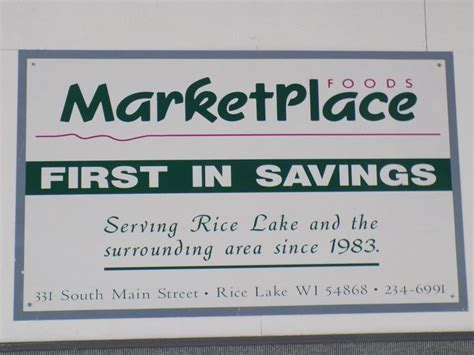 FOODS
MarketPlace
FIRST IN SAVINGS
Serving Rice Lake and the
surrounding area since 1983.
331 South Main Street • Rice Lake WI 54868 • 234-6991